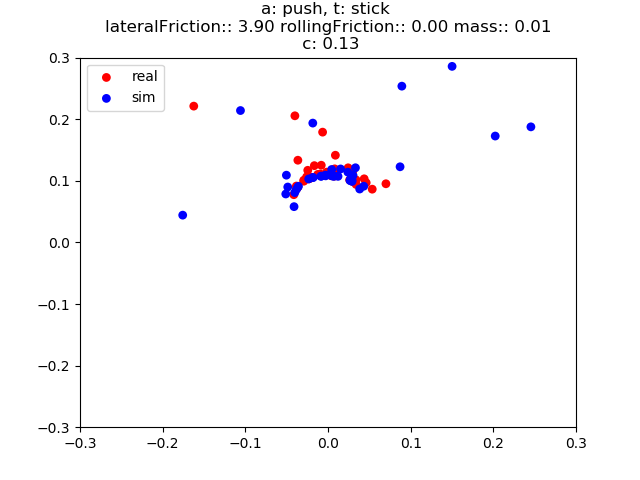 a: push, t: stick
lateralFriction:: 3.90 rollingFriction:: 0.00 mass:: 0.01
c: 0.13
real
sim
0.3
0.2
0.1
0.0
−0.1
−0.2
−0.3
−0.3
−0.2
−0.1
0.0
0.1
0.2
0.3